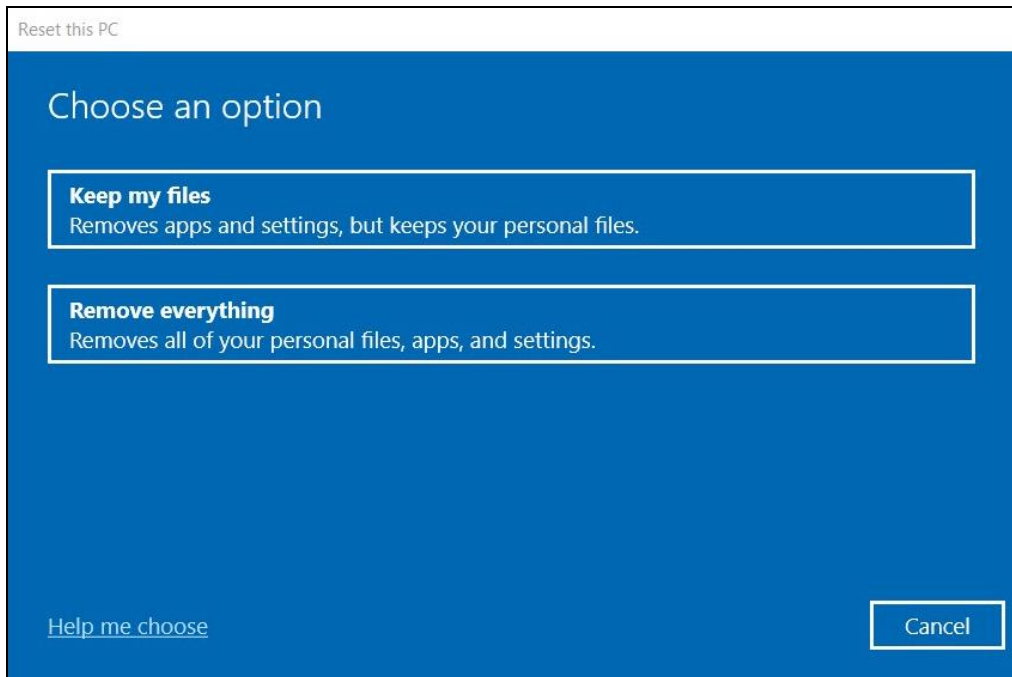 Reset this PC
Choose an option
Keep my files
Removes apps and settings, but keeps your personal files.
Remove everything
Removes all of your personal files, apps, and settings.
Help me choose
Cancel